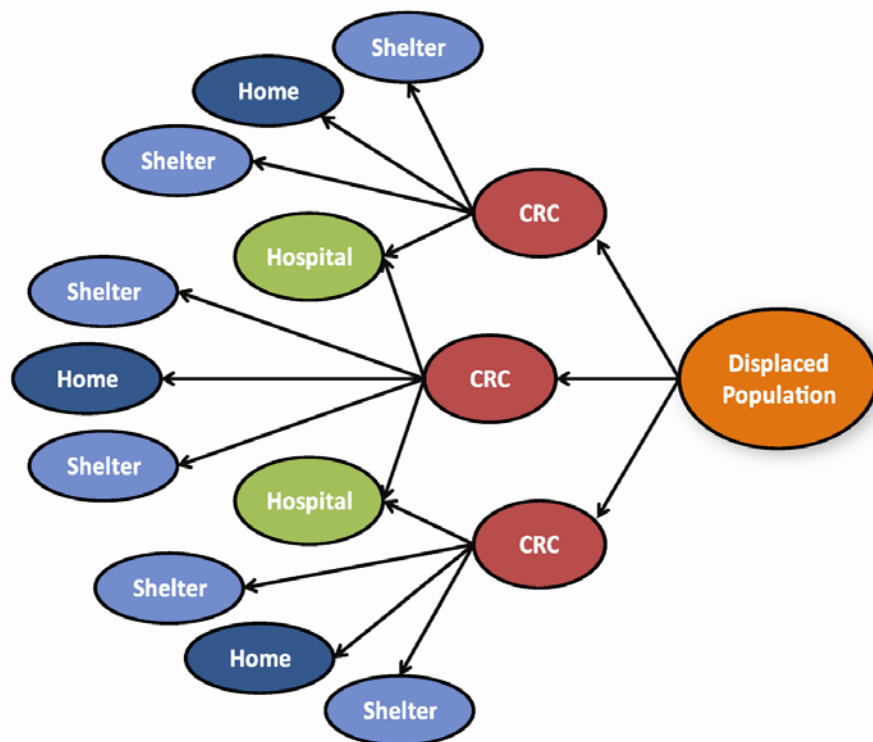 Shelter
Home
Shelter
CRC
Hospital
Shelter
Home
CRC
Displaced
Population
Shelter
Hospital
CRC
Shelter
Home
Shelter